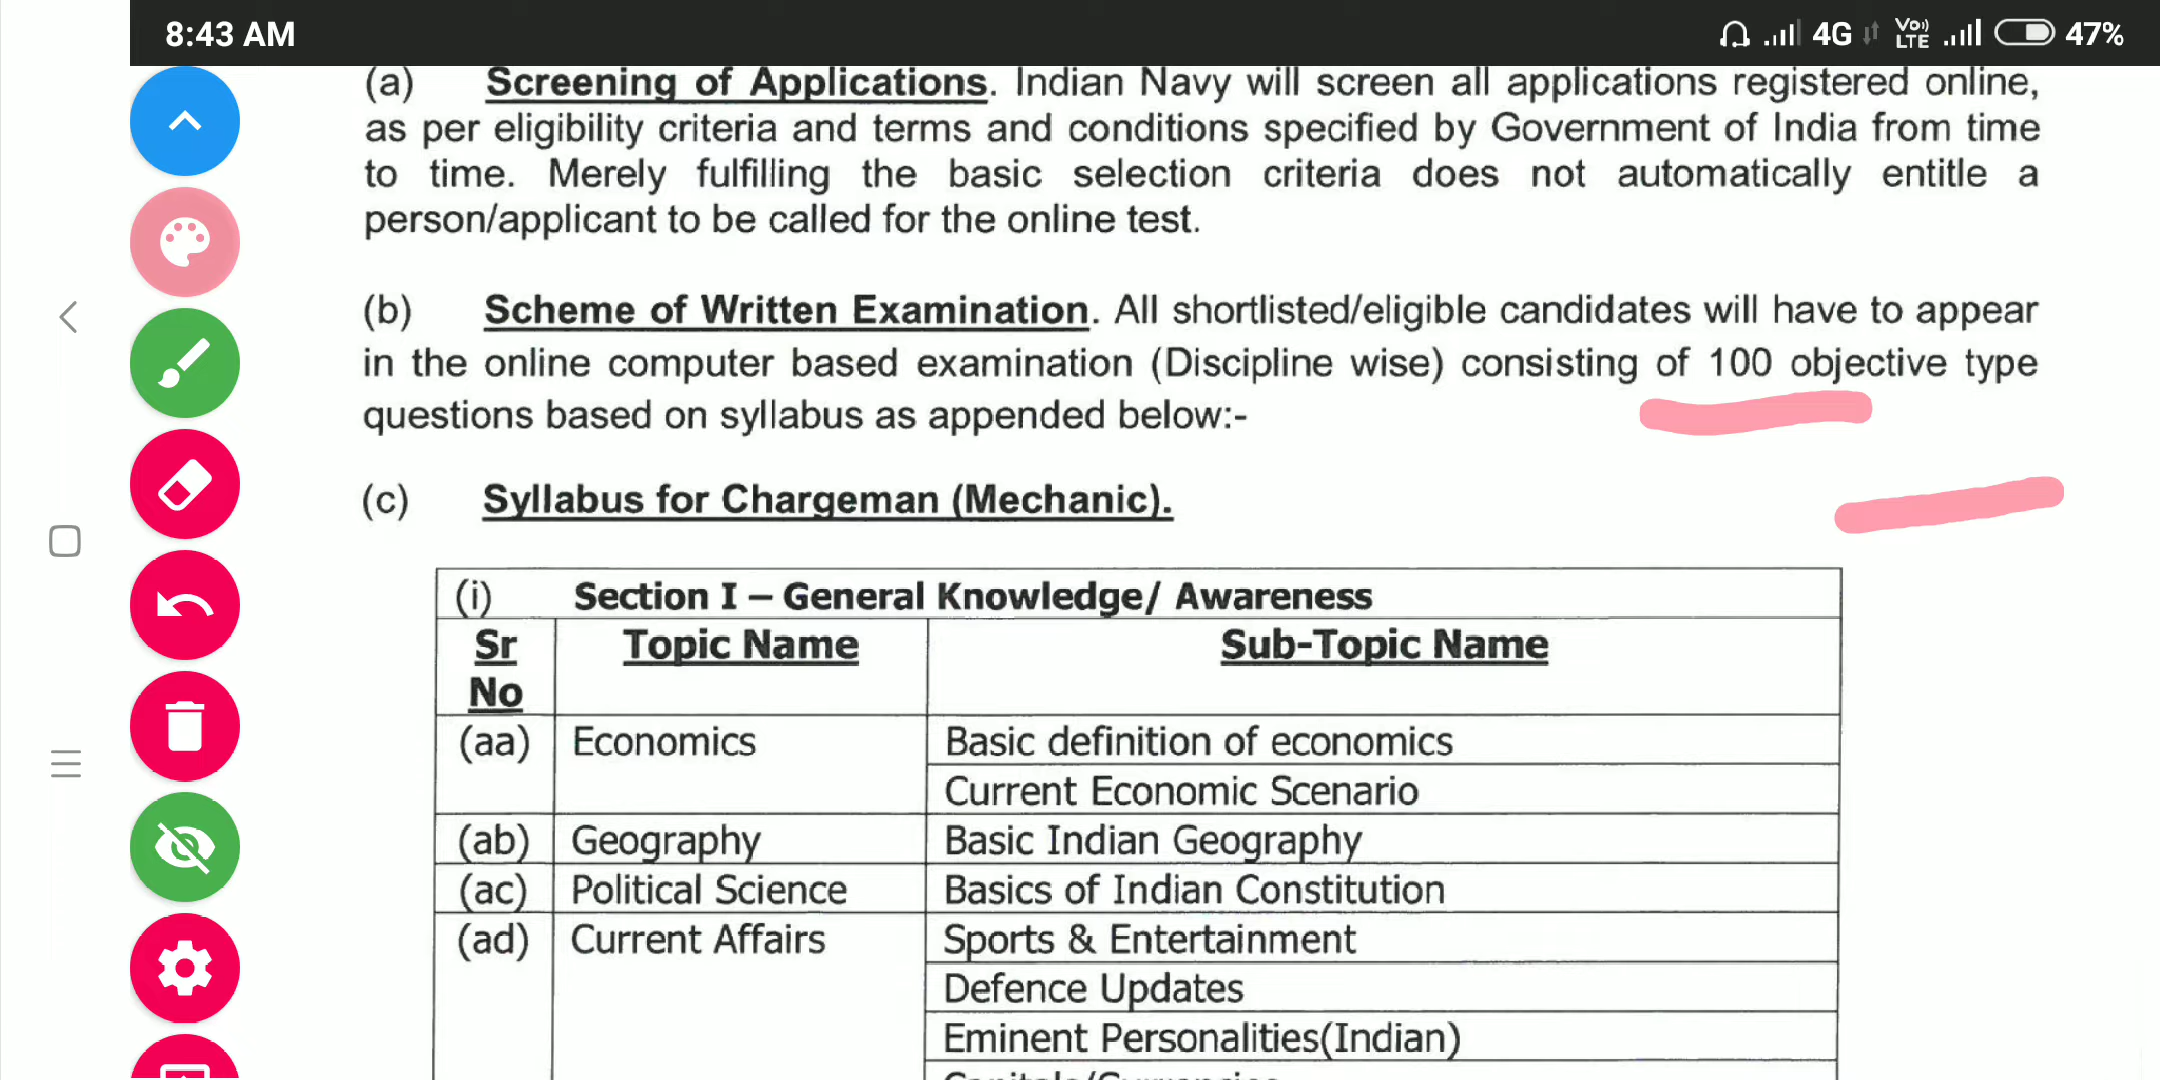 8:43 AM
4G Vo)) LTE 47%
(a) Screening of Applications. Indian Navy will screen all applications registered online,
as per eligibility criteria and terms and conditions specified by Government of India from time
to time. Merely fulfilling the basic selection criteria does not automatically entitle a
person/applicant to be called for the online test.
(b) Scheme of Written Examination. All shortlisted/eligible candidates will have to appear
in the online computer based examination (Discipline wise) consisting of 100 objective type
questions based on syllabus as appended below:-
(c) Syllabus for Chargeman (Mechanic).
(i) Section I – General Knowledge/ Awareness
Sr No Topic Name Sub-Topic Name
(aa) Economics Basic definition of economics
Current Economic Scenario
(ab) Geography Basic Indian Geography
(ac) Political Science Basics of Indian Constitution
(ad) Current Affairs Sports & Entertainment
Defence Updates
Eminent Personalities(Indian)